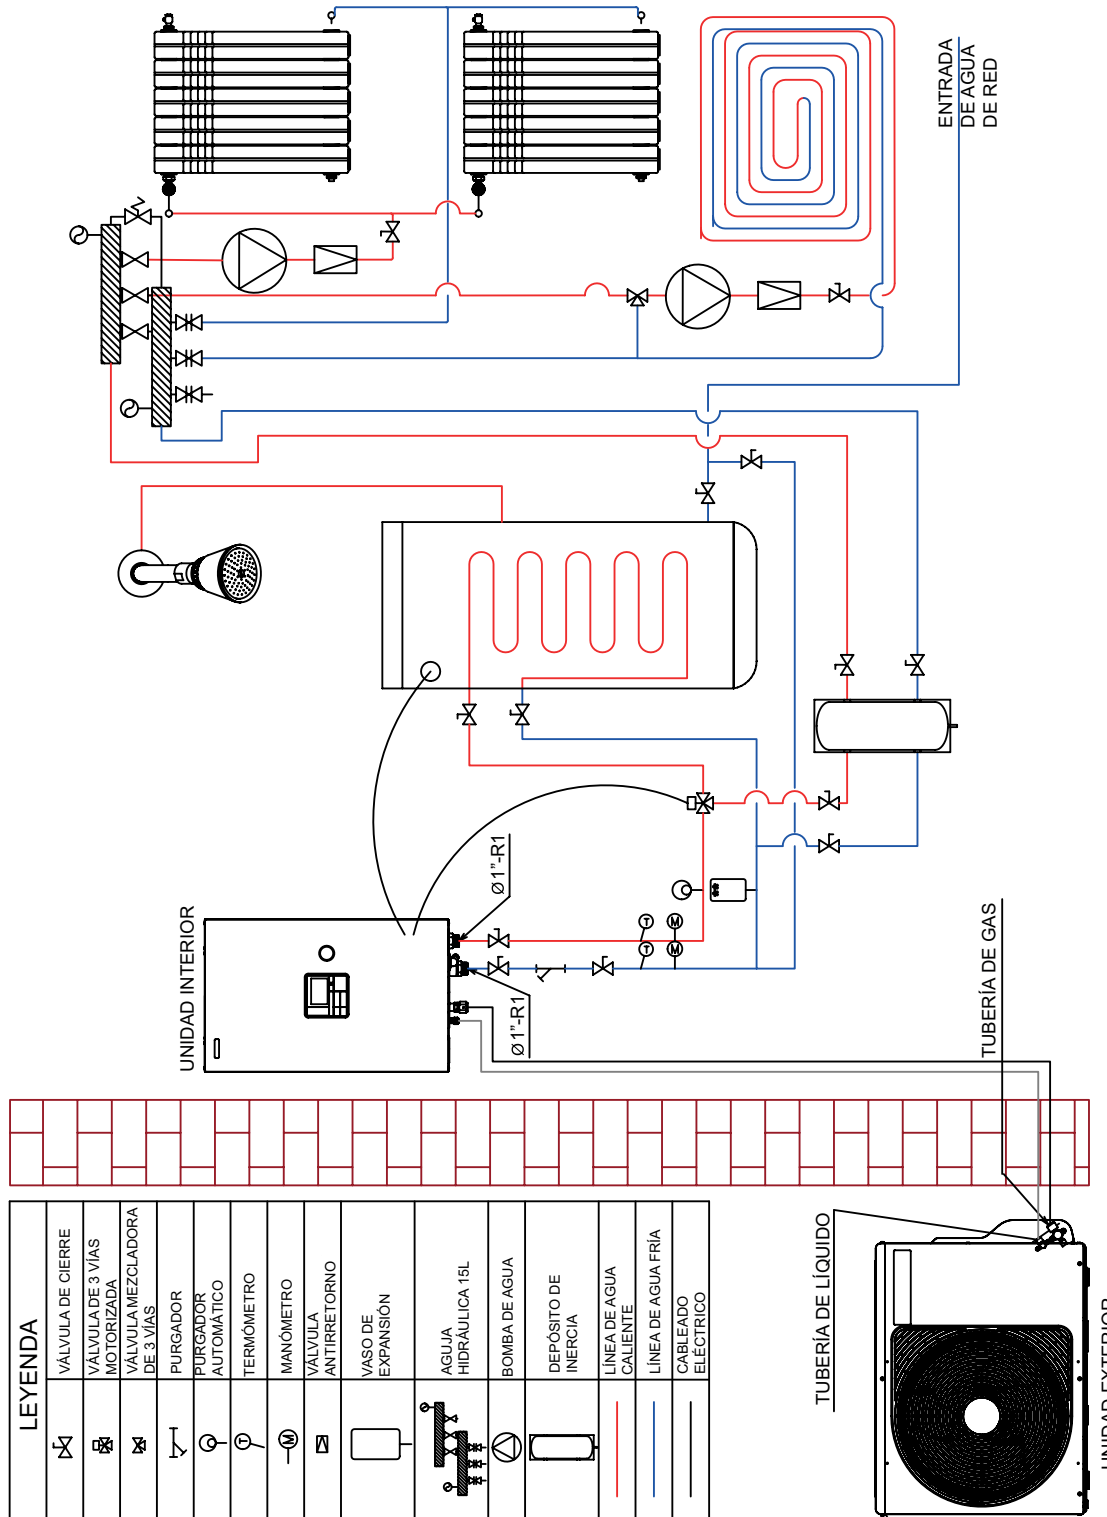 ENTRADA
DE AGUA
DE RED
UNIDAD INTERIOR
Ø1"-R1
Ø1"-R1
T
M
T
M
TUBERÍA DE GAS
TUBERÍA DE LÍQUIDO
UNIDAD EXTERIOR
LEYENDA
VÁLVULA DE CIERRE
VÁLVULA DE 3 VÍAS
MOTORIZADA
VÁLVULA MEZCLADORA
DE 3 VÍAS
PURGADOR
PURGADOR
AUTOMÁTICO
T
TERMÓMETRO
M
MANÓMETRO
VÁLVULA
ANTIRRETORNO
VASO DE
EXPANSIÓN
AGUJA
HIDRÁULICA 15L
BOMBA DE AGUA
DEPÓSITO DE
INERCIA
LÍNEA DE AGUA
CALIENTE
LÍNEA DE AGUA FRÍA
CABLEADO
ELÉCTRICO